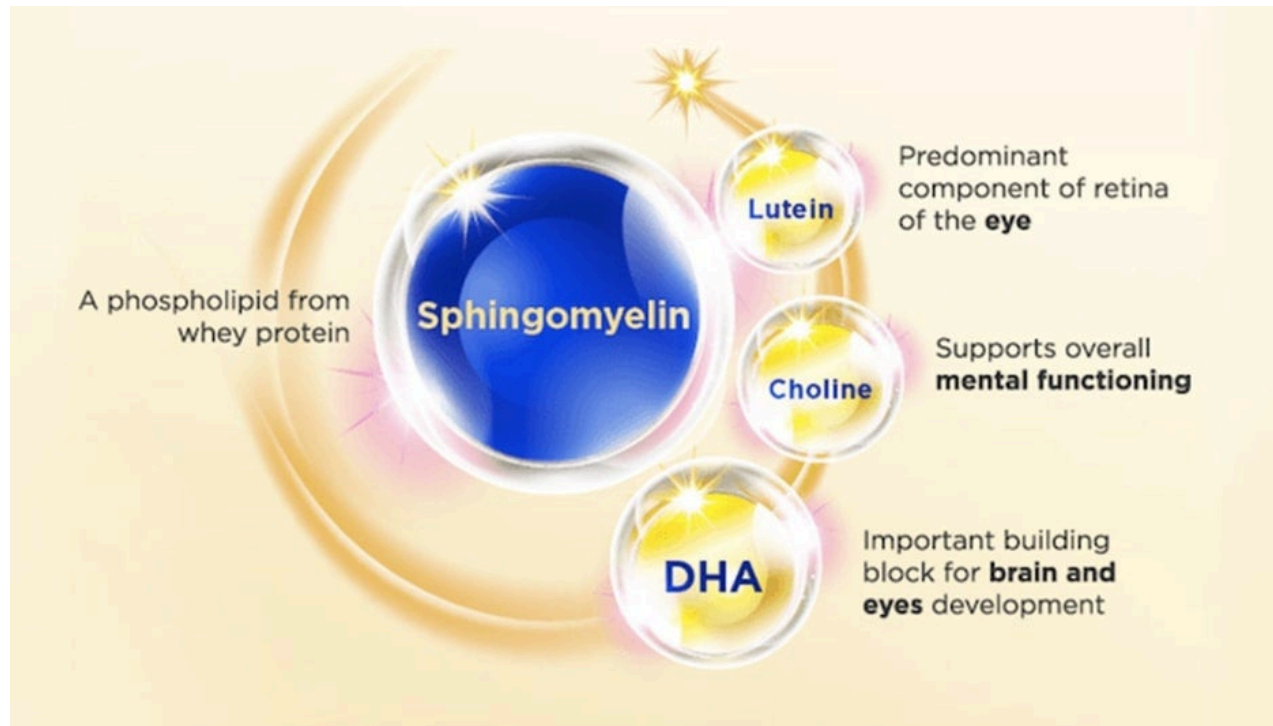 A phospholipid from
whey protein
Sphingomyelin
Lutein
Predominant
component of retina
of the eye
Choline
Supports overall
mental functioning
DHA
Important building
block for brain and
eyes development